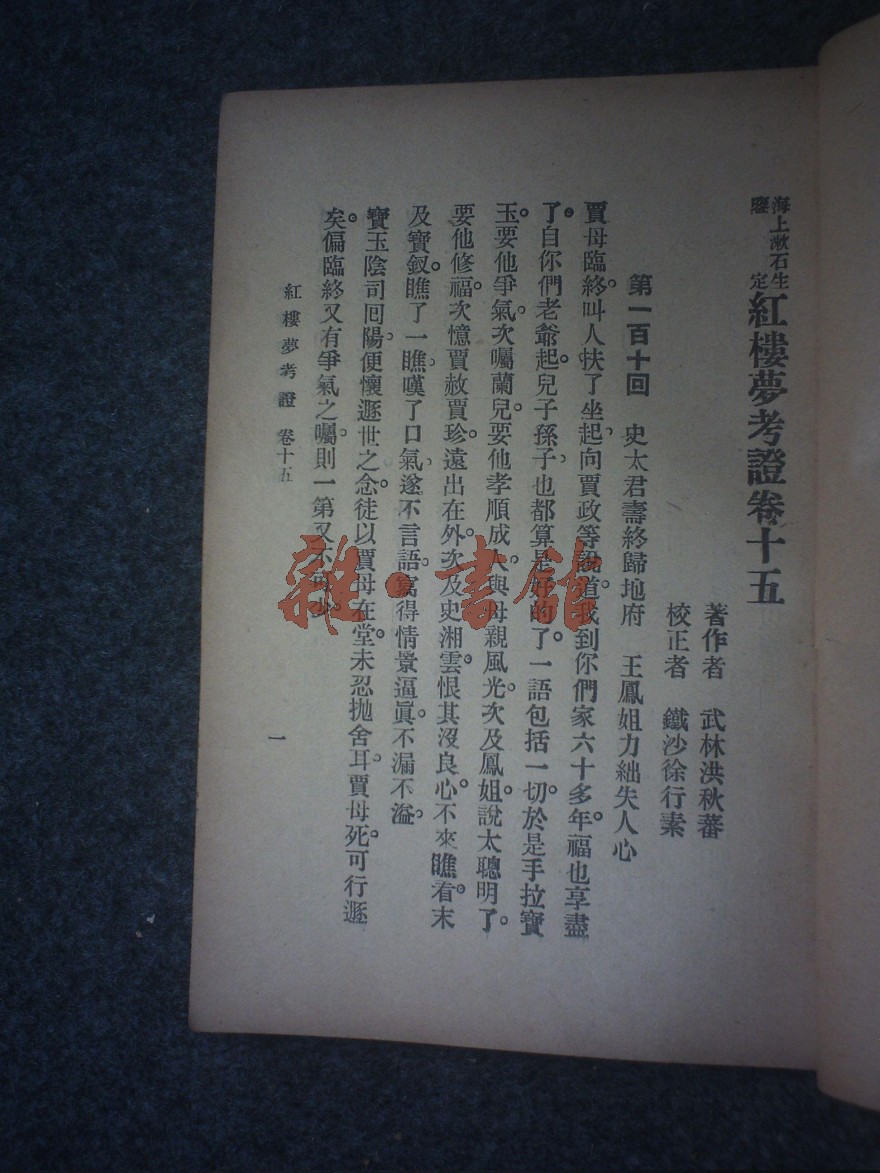 海上漱石生
鑒定
紅樓夢考證卷十五
著作者　武林洪秋蕃
校正者　鐵沙徐行素
第一百十回　史太君壽終歸地府　王鳳姐力絀失人心
賈母臨終。叫人扶了坐起。向賈政等說道。我到你們家六十多年。福也享盡
了。自你們老爺起。兒子孫子。也都算是好的了。一語包括一切。於是手拉寶
玉。要他爭氣。次囑蘭兒。要他孝順成人。與母親風光。次及鳳姐。說太聰明了。
要他修福。次憶賈赦賈珍。遠出在外。次及史湘雲。恨其沒良心。不來瞧看。末
及寶釵。瞧了一瞧。嘆了口氣。遂不言語。寫得情景逼眞。不漏不溢。
寶玉陰司囘陽。便懷遯世之念。徒以賈母在堂。未忍拋舍耳。賈母死。可行遯
矣。偏臨終又有爭氣之囑。則一第又不可少。
紅樓夢考證　卷十五
一
雜·書館